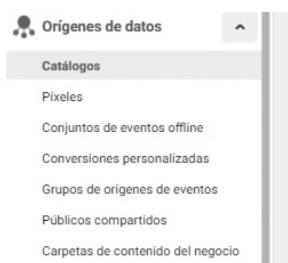 Orígenes de datos
Catálogos
Píxeles
Conjuntos de eventos offline
Conversiones personalizadas
Grupos de orígenes de eventos
Públicos compartidos
Carpetas de contenido del negocio